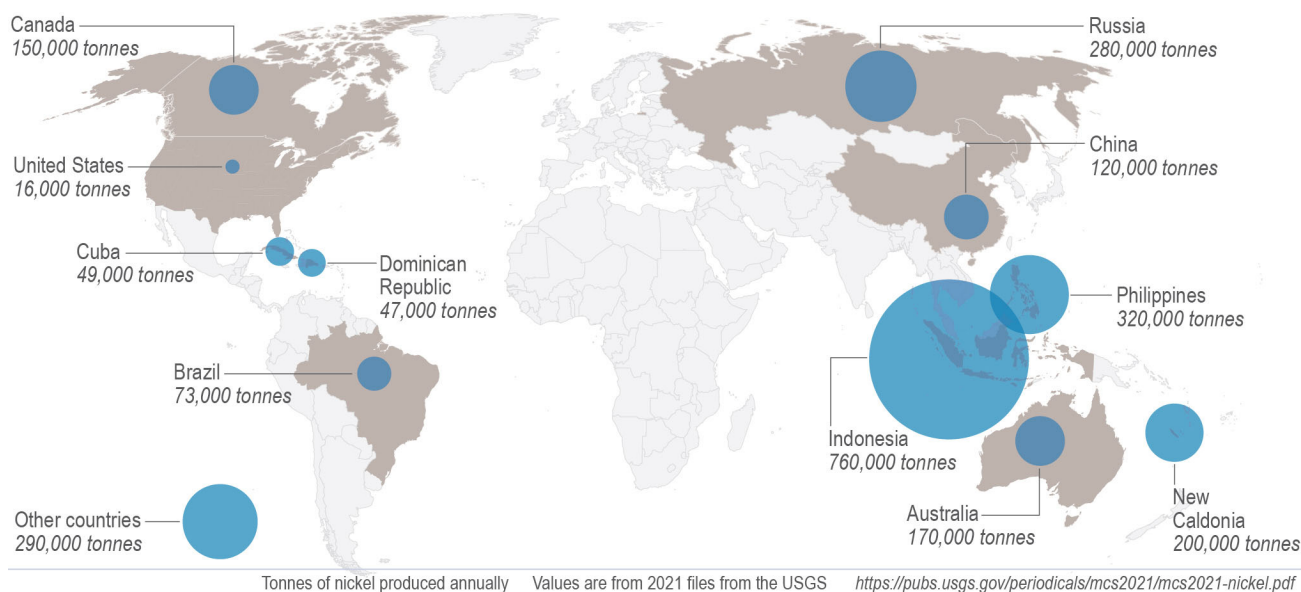 Canada
150,000 tonnes
United States
16,000 tonnes
Cuba
49,000 tonnes
Dominican
Republic
47,000 tonnes
Brazil
73,000 tonnes
Other countries
290,000 tonnes
Russia
280,000 tonnes
China
120,000 tonnes
Philippines
320,000 tonnes
Indonesia
760,000 tonnes
Australia
170,000 tonnes
New
Caldonia
200,000 tonnes
Tonnes of nickel produced annually Values are from 2021 files from the USGS https://pubs.usgs.gov/periodicals/mcs2021/mcs2021-nickel.pdf